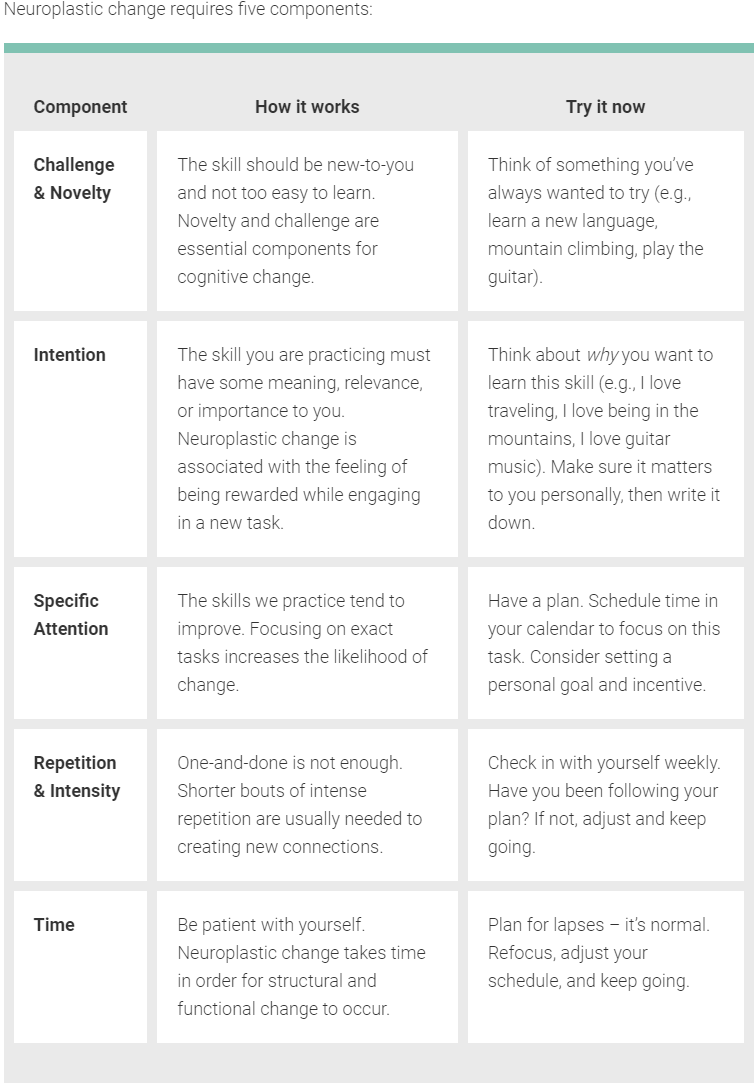 Neuroplastic change requires five components:
Component
How it works
Try it now
Challenge
& Novelty
The skill should be new-to-you
and not too easy to learn.
Novelty and challenge are
essential components for
cognitive change.
Think of something you’ve
always wanted to try (e.g.,
learn a new language,
mountain climbing, play the
guitar).
Intention
The skill you are practicing must
have some meaning, relevance,
or importance to you.
Neuroplastic change is
associated with the feeling of
being rewarded while engaging
in a new task.
Think about why you want to
learn this skill (e.g., I love
traveling, I love being in the
mountains, I love guitar
music). Make sure it matters
to you personally, then write it
down.
Specific
Attention
The skills we practice tend to
improve. Focusing on exact
tasks increases the likelihood of
change.
Have a plan. Schedule time in
your calendar to focus on this
task. Consider setting a
personal goal and incentive.
Repetition
& Intensity
One-and-done is not enough.
Shorter bouts of intense
repetition are usually needed to
creating new connections.
Check in with yourself weekly.
Have you been following your
plan? If not, adjust and keep
going.
Time
Be patient with yourself.
Neuroplastic change takes time
in order for structural and
functional change to occur.
Plan for lapses – it’s normal.
Refocus, adjust your
schedule, and keep going.